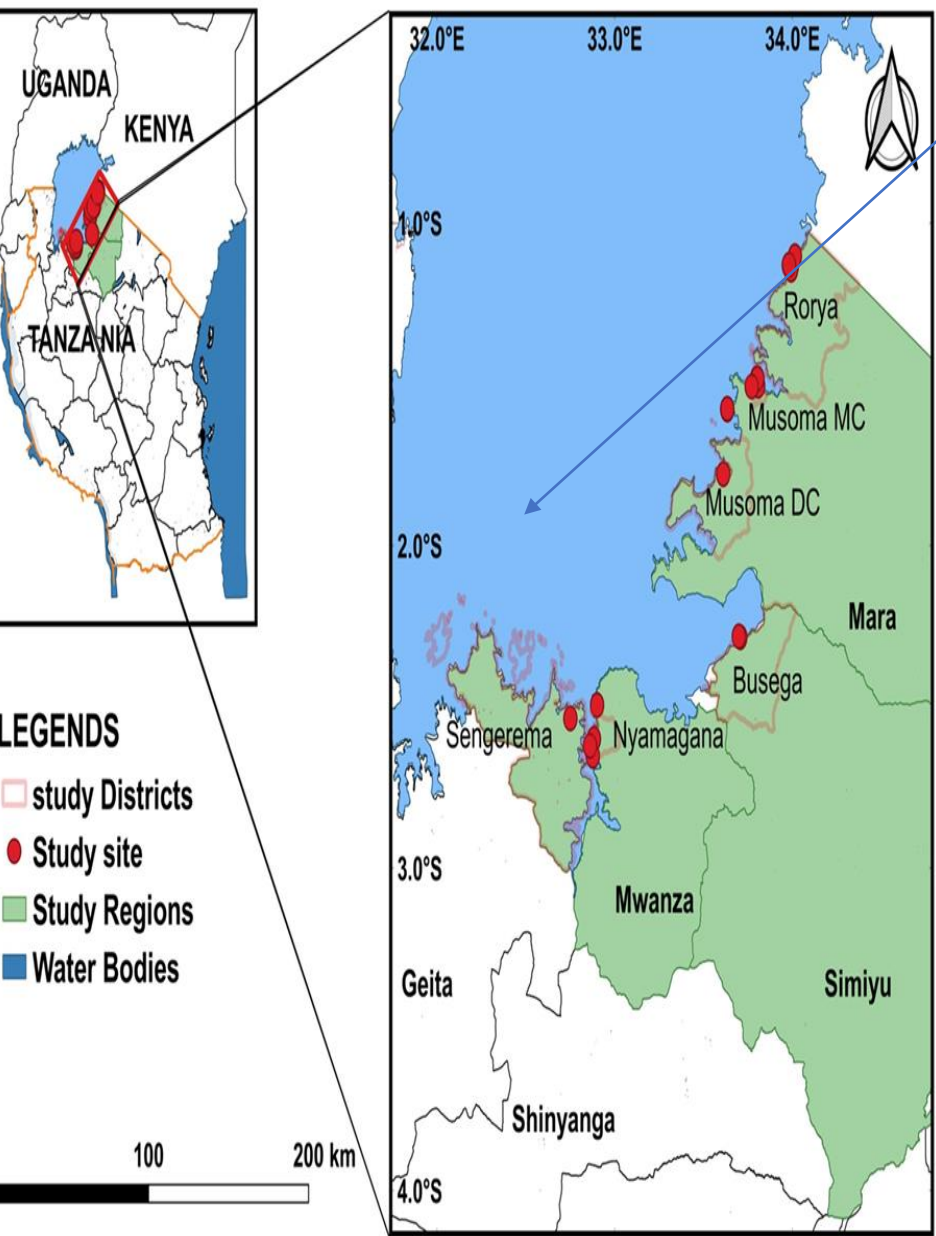 UGANDA
KENYA
TANZA NIA
LEGENDS
study Districts
Study site
Study Regions
Water Bodies
100
200 km
32.0°E
33.0°E
34.0°E
1.0°S
Rorya
Musoma MC
Musoma DC
2.0°S
Mara
Busega
Sengerema
Nyamagana
3.0°S
Mwanza
Geita
Simiyu
Shinyanga
4.0°S